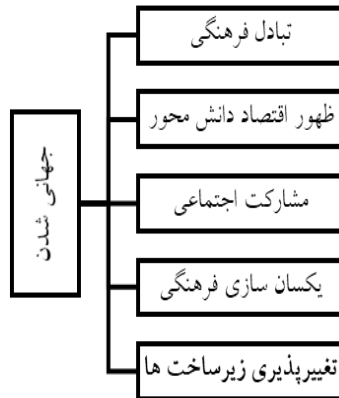 تبادل فرهنگی
ظهور اقتصاد دانش محور
مشارکت اجتماعی
یکسان سازی فرهنگی
تغییرپذیری زیرساخت ها
جهانی شدن